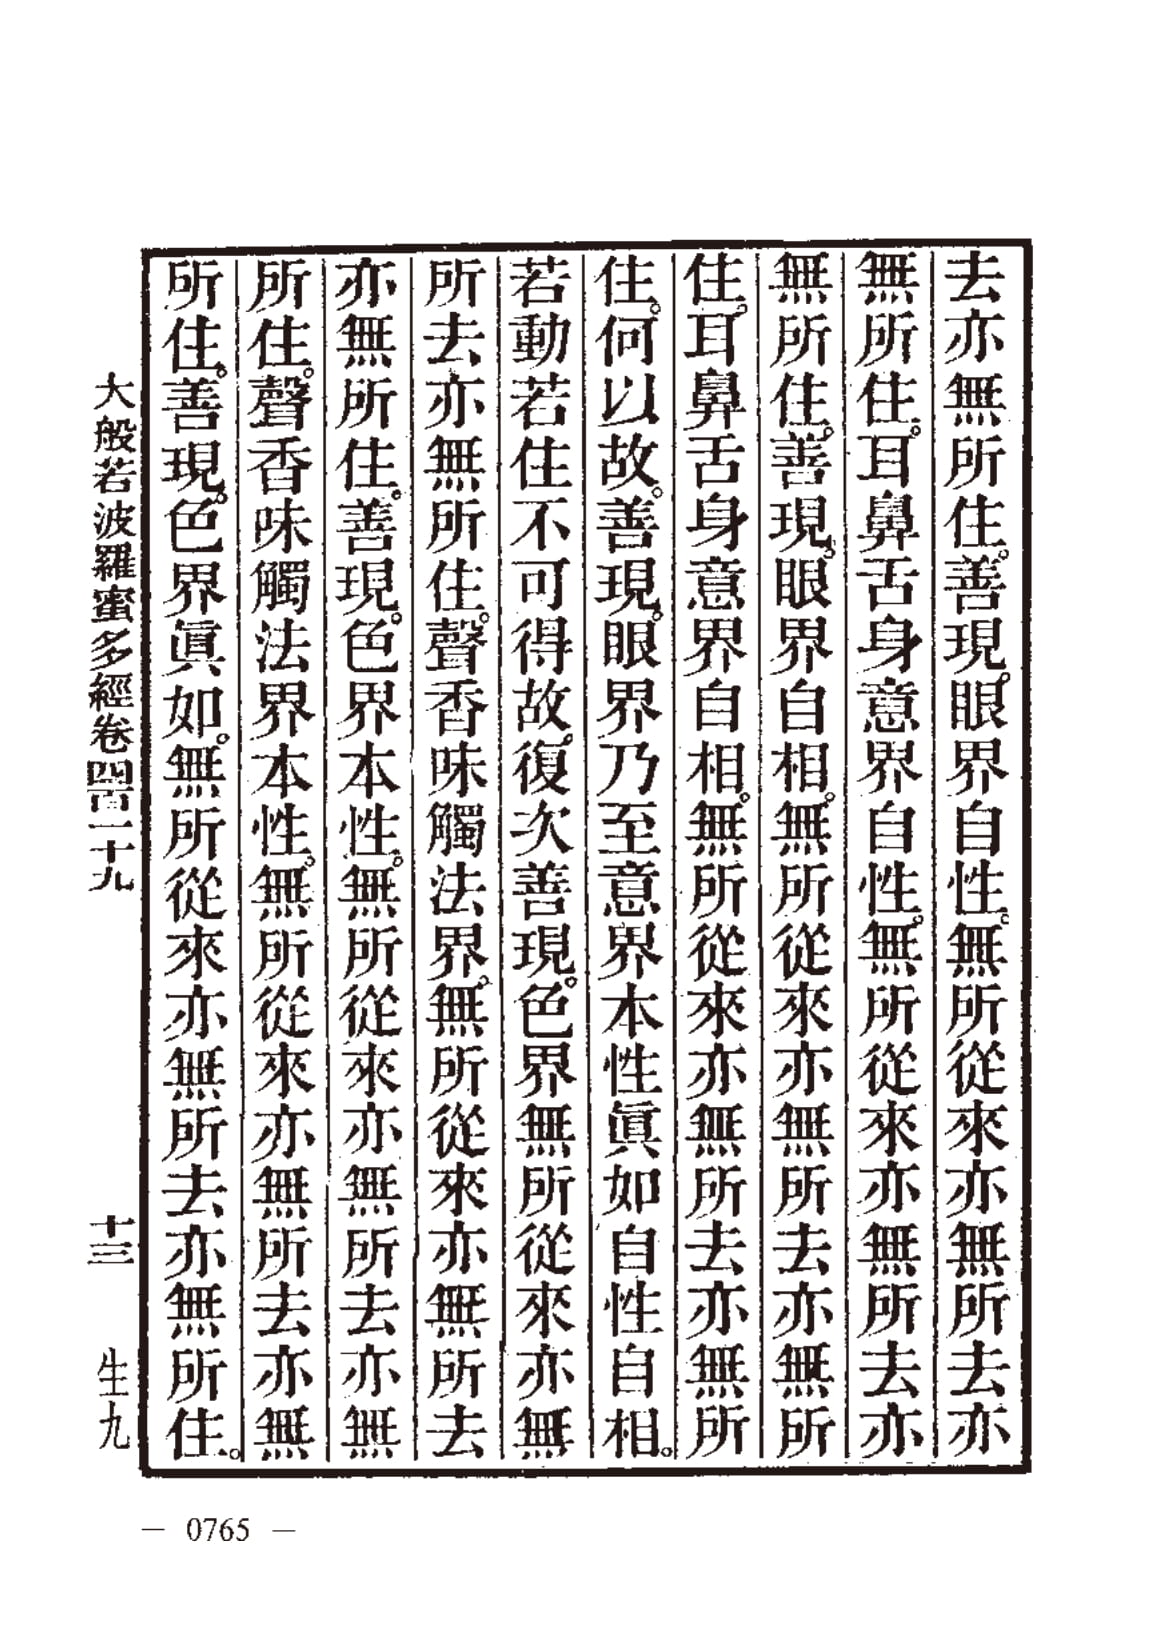 去亦無所住。善現。眼界自性。無所從來亦無所去亦
無所住。耳鼻舌身意界自性。無所從來亦無所去亦
無所住。善現。眼界自相。無所從來亦無所去亦無所
住。耳鼻舌身意界自相。無所從來亦無所去亦無所
住。何以故。善現。眼界乃至意界本性眞如自性自相。
若動若住不可得故。復次善現。色界無所從來亦無
所去亦無所住。聲香味觸法界。無所從來亦無所去
亦無所住。善現。色界本性。無所從來亦無所去亦無
所住。聲香味觸法界本性。無所從來亦無所去亦無
所住。善現。色界眞如。無所從來亦無所去亦無所住。
大般若波羅蜜多經卷四百一十九 十三 生九
— 0765 —